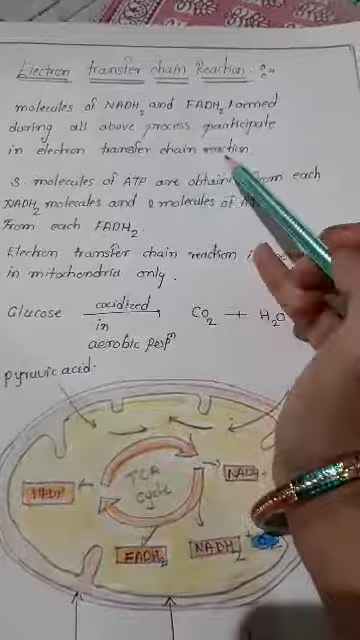 Electron transfer chain Reaction :-
molecules of NADH2 and FADH2 formed
during all above process participate
in electron transfer chain reaction
3 molecules of ATP are obtained from each
NADH2 molecules and 2 molecules of
from each FADH2
Electron transfer chain reaction
in mitochondria only.
Glucose oxidized in aerobic respn → CO2 + H2O
pyruvic acid.
TCA
cycle
NADH
FADH2
NADH2